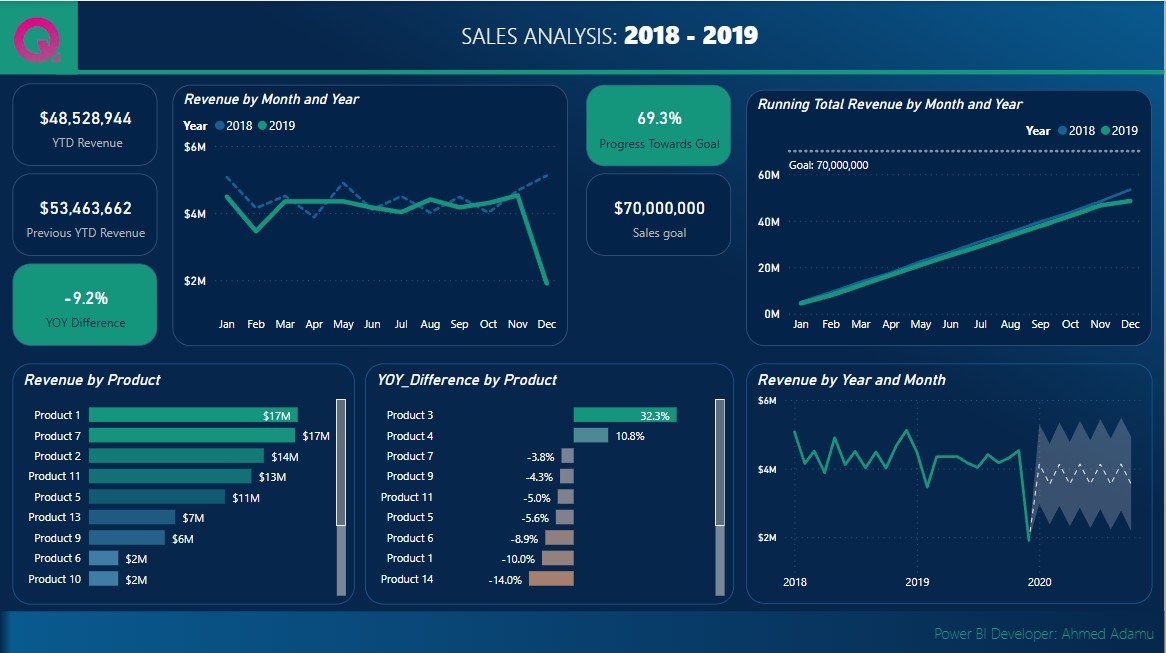 SALES ANALYSIS: 2018 - 2019
$48,528,944
YTD Revenue
$53,463,662
Previous YTD Revenue
-9.2%
YOY Difference
Revenue by Month and Year
Year 2018 2019
$6M
$4M
$2M
Jan Feb Mar Apr May Jun Jul Aug Sep Oct Nov Dec
69.3%
Progress Towards Goal
$70,000,000
Sales goal
Running Total Revenue by Month and Year
Year 2018 2019
Goal: 70,000,000
60M
40M
20M
0M
Jan Feb Mar Apr May Jun Jul Aug Sep Oct Nov Dec
Revenue by Product
Product 1 $17M
Product 7 $17M
Product 2 $14M
Product 11 $13M
Product 5 $11M
Product 13 $7M
Product 9 $6M
Product 6 $2M
Product 10 $2M
YOY_Difference by Product
Product 3 32.3%
Product 4 10.8%
Product 7 -3.8%
Product 9 -4.3%
Product 11 -5.0%
Product 5 -5.6%
Product 6 -8.9%
Product 1 -10.0%
Product 14 -14.0%
Revenue by Year and Month
$6M
$4M
$2M
2018 2019 2020
Power BI Developer: Ahmed Adamu